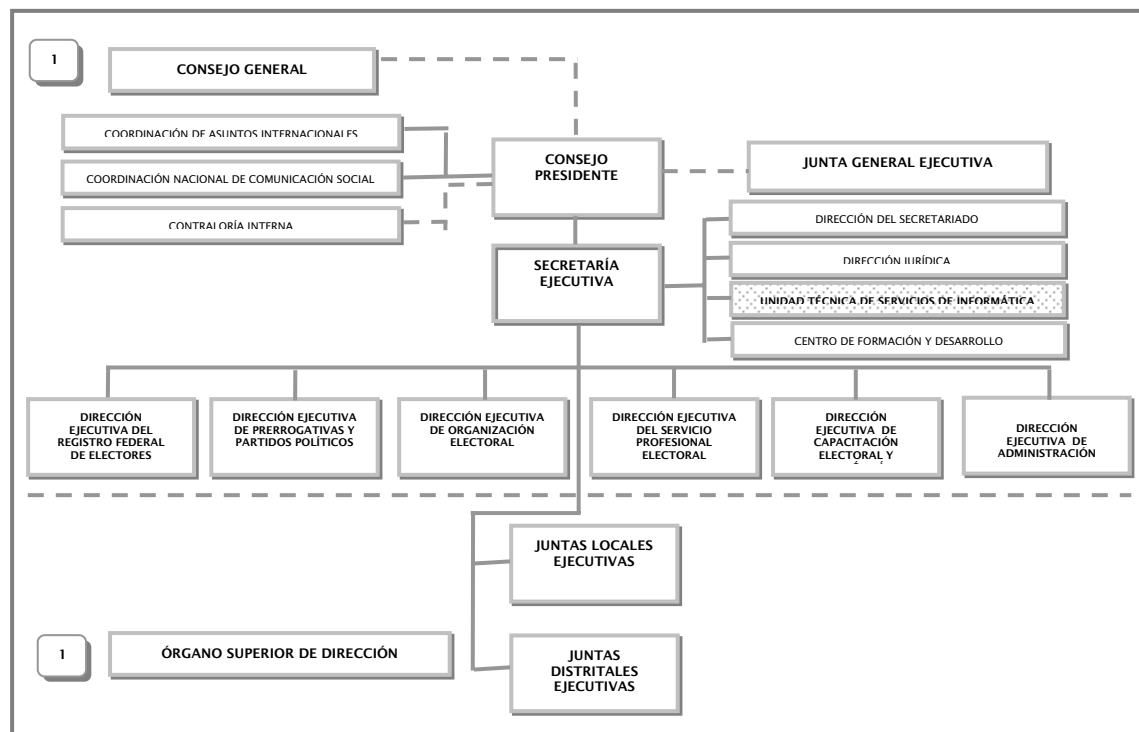 1
CONSEJO GENERAL
COORDINACIÓN DE ASUNTOS INTERNACIONALES
COORDINACIÓN NACIONAL DE COMUNICACIÓN SOCIAL
CONTRALORÍA INTERNA
CONSEJO
PRESIDENTE
JUNTA GENERAL EJECUTIVA
SECRETARÍA
EJECUTIVA
DIRECCIÓN DEL SECRETARIADO
DIRECCIÓN JURÍDICA
UNIDAD TÉCNICA DE SERVICIOS DE INFORMÁTICA
CENTRO DE FORMACIÓN Y DESARROLLO
DIRECCIÓN
EJECUTIVA DEL
REGISTRO FEDERAL
DE ELECTORES
DIRECCIÓN EJECUTIVA
DE PRERROGATIVAS Y
PARTIDOS POLÍTICOS
DIRECCIÓN EJECUTIVA
DE ORGANIZACIÓN
ELECTORAL
DIRECCIÓN EJECUTIVA
DEL SERVICIO
PROFESIONAL
ELECTORAL
DIRECCIÓN
EJECUTIVA DE
CAPACITACIÓN
ELECTORAL Y
DIRECCIÓN
EJECUTIVA DE
ADMINISTRACIÓN
JUNTAS LOCALES
EJECUTIVAS
1
ÓRGANO SUPERIOR DE DIRECCIÓN
JUNTAS
DISTRITALES
EJECUTIVAS